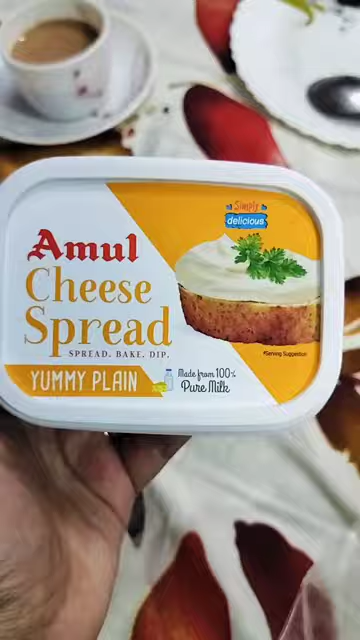 Simply
delicious
Amul
Cheese
Spread
SPREAD. BAKE. DIP.
YUMMY PLAIN
Made from 100%
Pure Milk
#Serving Suggestion